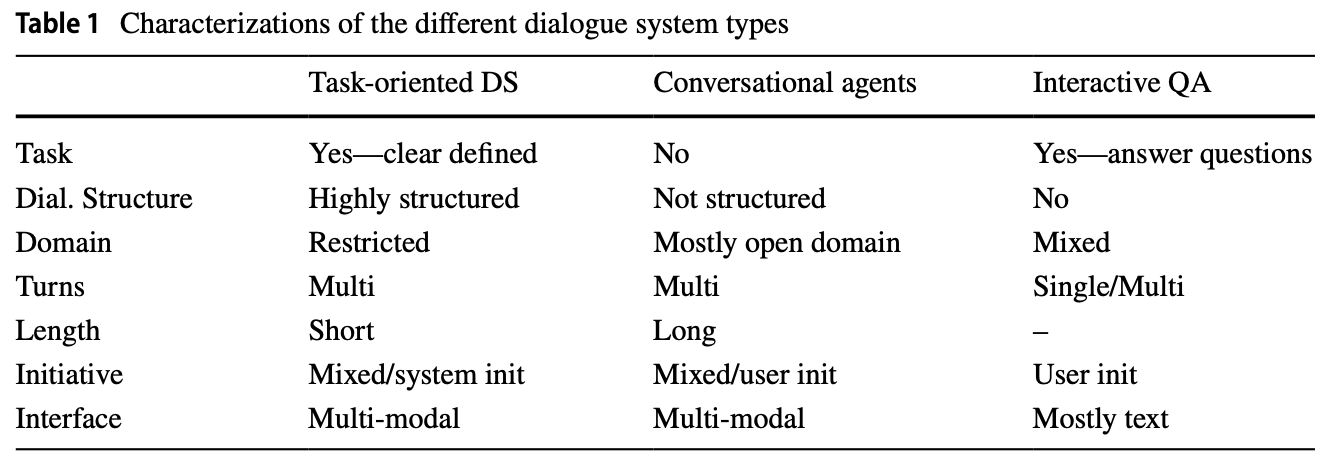 Table 1 Characterizations of the different dialogue system types
Task-oriented DS Conversational agents Interactive QA
Task Yes—clear defined No Yes—answer questions
Dial. Structure Highly structured Not structured No
Domain Restricted Mostly open domain Mixed
Turns Multi Multi Single/Multi
Length Short Long –
Initiative Mixed/system init Mixed/user init User init
Interface Multi-modal Multi-modal Mostly text